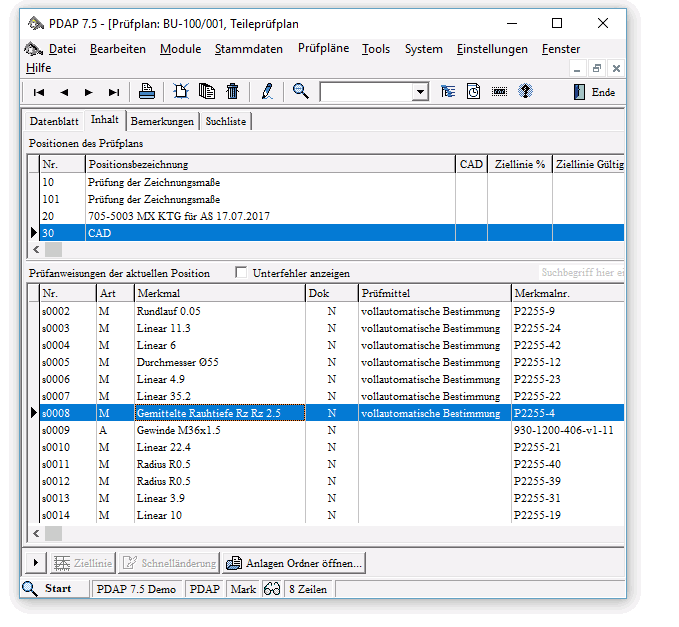 PDAP 7.5 - [Prüfplan: BU-100/001, Teileprüfplan
Datei Bearbeiten Module Stammdaten Prüfpläne Tools System Einstellungen Fenster
Hilfe
Ende
Datenblatt Inhalt Bemerkungen Suchliste
Positionen des Prüfplans
Nr. Positionsbezeichnung CAD Ziellinie % Ziellinie Gültig
10 Prüfung der Zeichnungsmaße
101 Prüfung der Zeichnungsmaße
20 705-5003 MX KTG für AS 17.07.2017
30 CAD
Prüfanweisungen der aktuellen Position Unterfehler anzeigen Suchbegriff hier ei
Nr. Art Merkmal Dok Prüfmittel Merkmalnr.
s0002 M Rundlauf 0.05 N vollautomatische Bestimmung P2255-9
s0003 M Linear 11.3 N vollautomatische Bestimmung P2255-24
s0004 M Linear 6 N vollautomatische Bestimmung P2255-42
s0005 M Durchmesser Ø55 N vollautomatische Bestimmung P2255-12
s0006 M Linear 4.9 N vollautomatische Bestimmung P2255-23
s0007 M Linear 35.2 N vollautomatische Bestimmung P2255-22
s0008 M Gemittelte Rauhtiefe Rz Rz 2.5 N vollautomatische Bestimmung P2255-4
s0009 A Gewinde M36x1.5 N 930-1200-406-v1-11
s0010 M Linear 22.4 N P2255-21
s0011 M Radius R0.5 N P2255-40
s0012 M Radius R0.5 N P2255-39
s0013 M Linear 3.9 N P2255-31
s0014 M Linear 10 N P2255-19
Ziellinie Schnelländerung Anlagen Ordner öffnen...
Start PDAP 7.5 Demo PDAP Mark 8 Zeilen